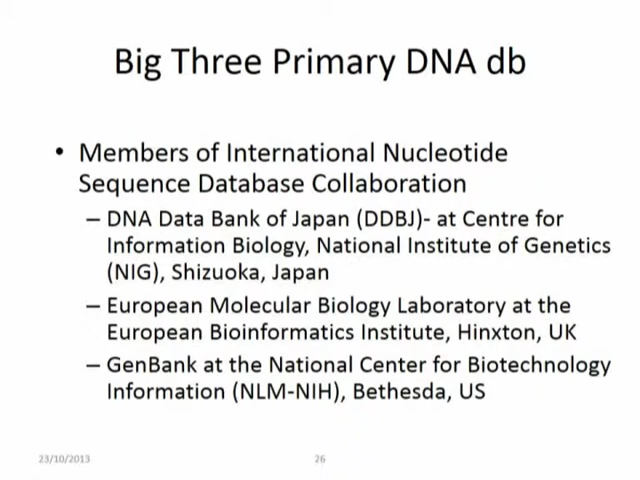 Big Three Primary DNA db
• Members of International Nucleotide
Sequence Database Collaboration
– DNA Data Bank of Japan (DDBJ)- at Centre for
Information Biology, National Institute of Genetics
(NIG), Shizuoka, Japan
– European Molecular Biology Laboratory at the
European Bioinformatics Institute, Hinxton, UK
– GenBank at the National Center for Biotechnology
Information (NLM-NIH), Bethesda, US
23/10/2013
26